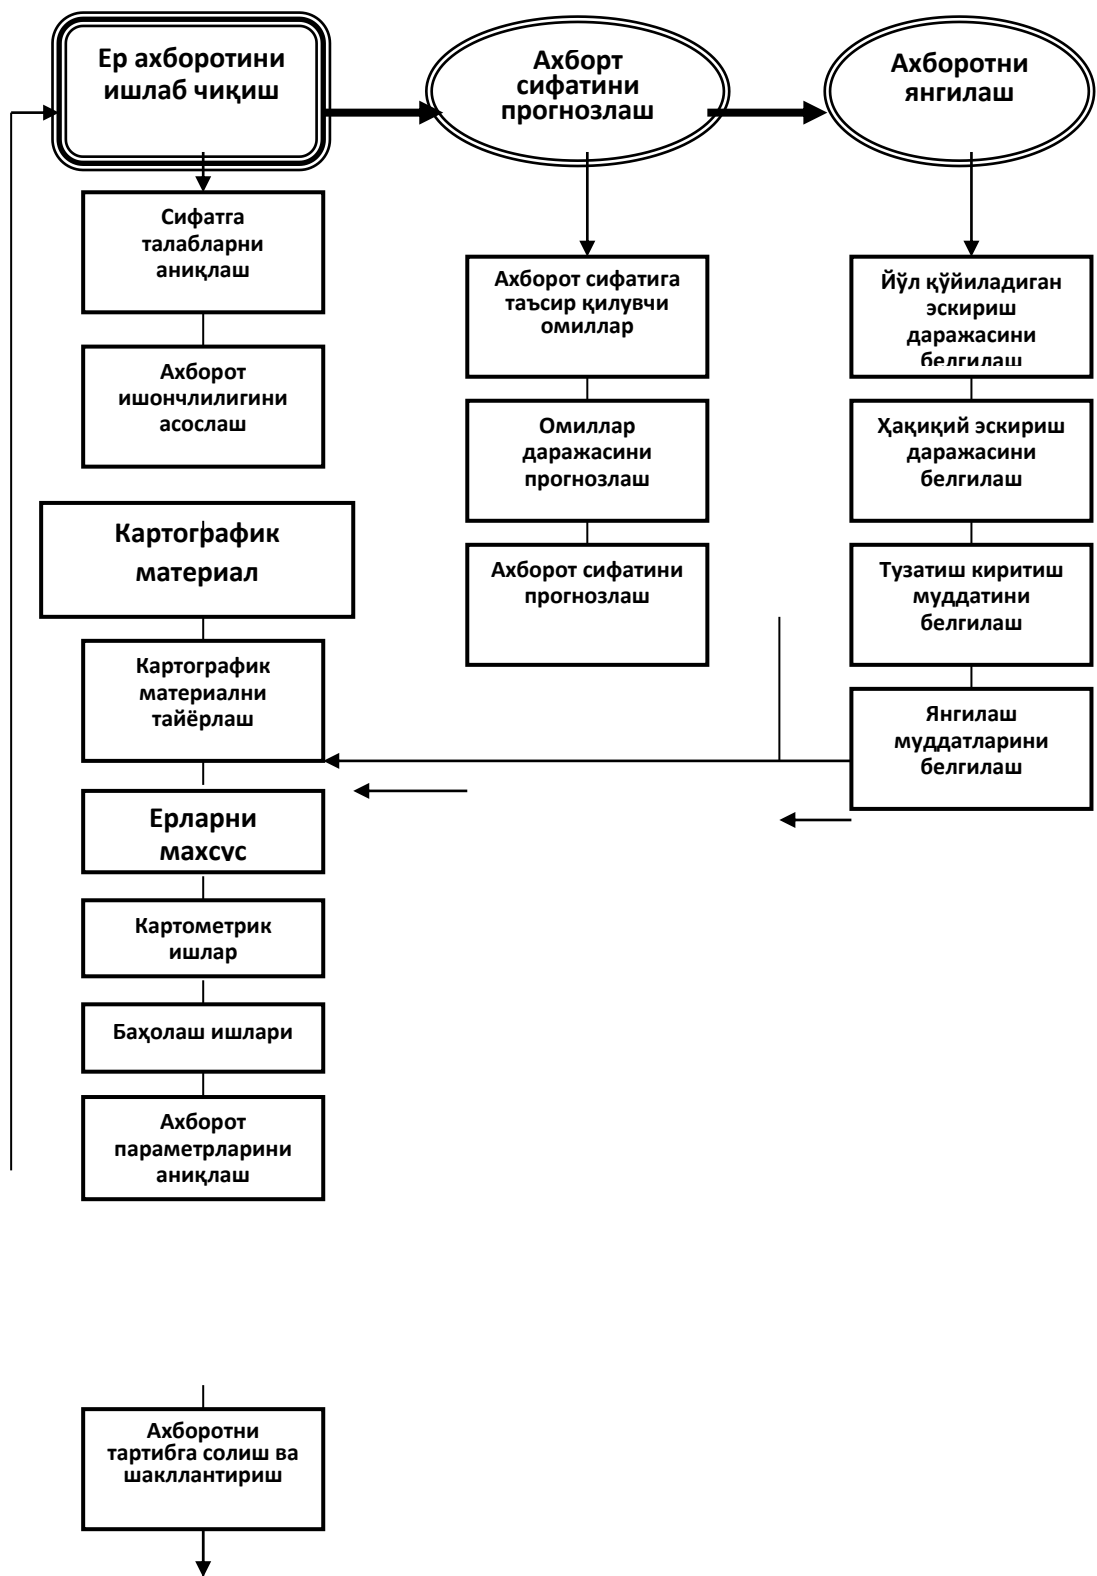 Ер ахборотини
ишлаб чиқиш
Ахборт
сифатини
прогнозлаш
Ахборотни
янгилаш
Сифатга
талабларни
аниқлаш
Ахборот
ишончлилигини
асослаш
Картографик
материал
Картографик
материални
тайёрлаш
Ерларни
махсус
Картометрик
ишлар
Баҳолаш ишлари
Ахборот
параметрларини
аниқлаш
Ахборотни
тартибга солиш ва
шакллантириш
Ахборот сифатига
таъсир қилувчи
омиллар
Омиллар
даражасини
прогнозлаш
Ахборот сифатини
прогнозлаш
Йўл қўйиладиган
эскириш
даражасини
белгилаш
Ҳақиқий эскириш
даражасини
белгилаш
Тузатиш киритиш
муддатини
белгилаш
Янгилаш
муддатларини
белгилаш